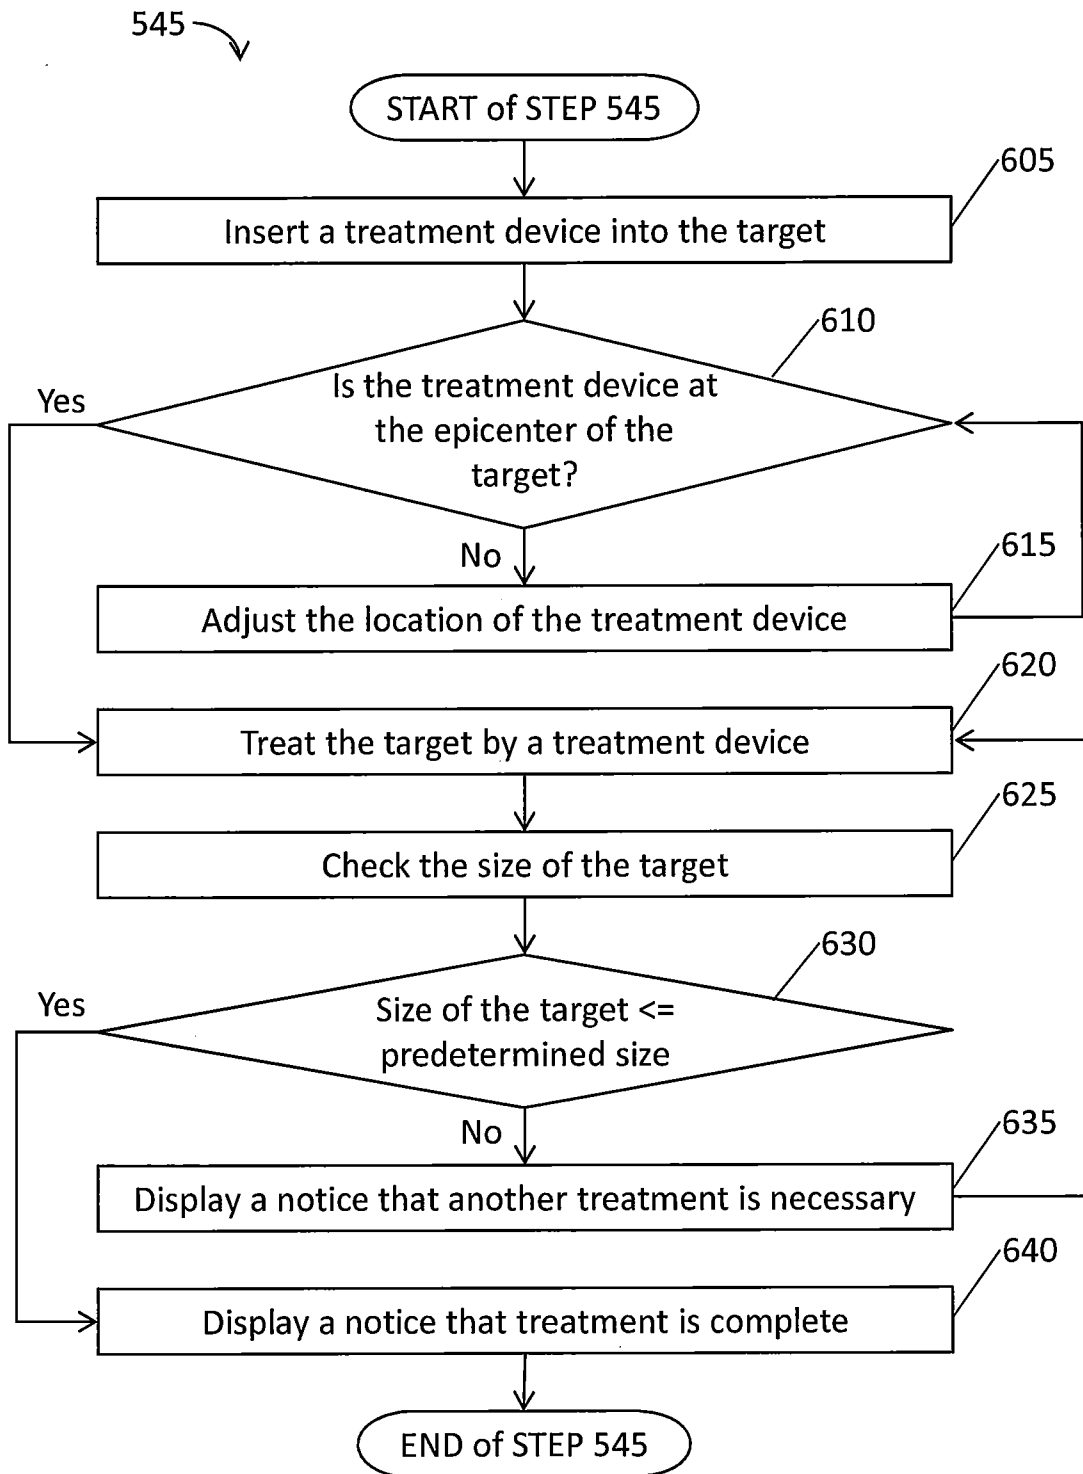 545
START of STEP 545
605
Insert a treatment device into the target
610
Is the treatment device at
the epicenter of the
target?
Yes
No
615
Adjust the location of the treatment device
620
Treat the target by a treatment device
625
Check the size of the target
630
Size of the target <=
predetermined size
Yes
No
635
Display a notice that another treatment is necessary
640
Display a notice that treatment is complete
END of STEP 545